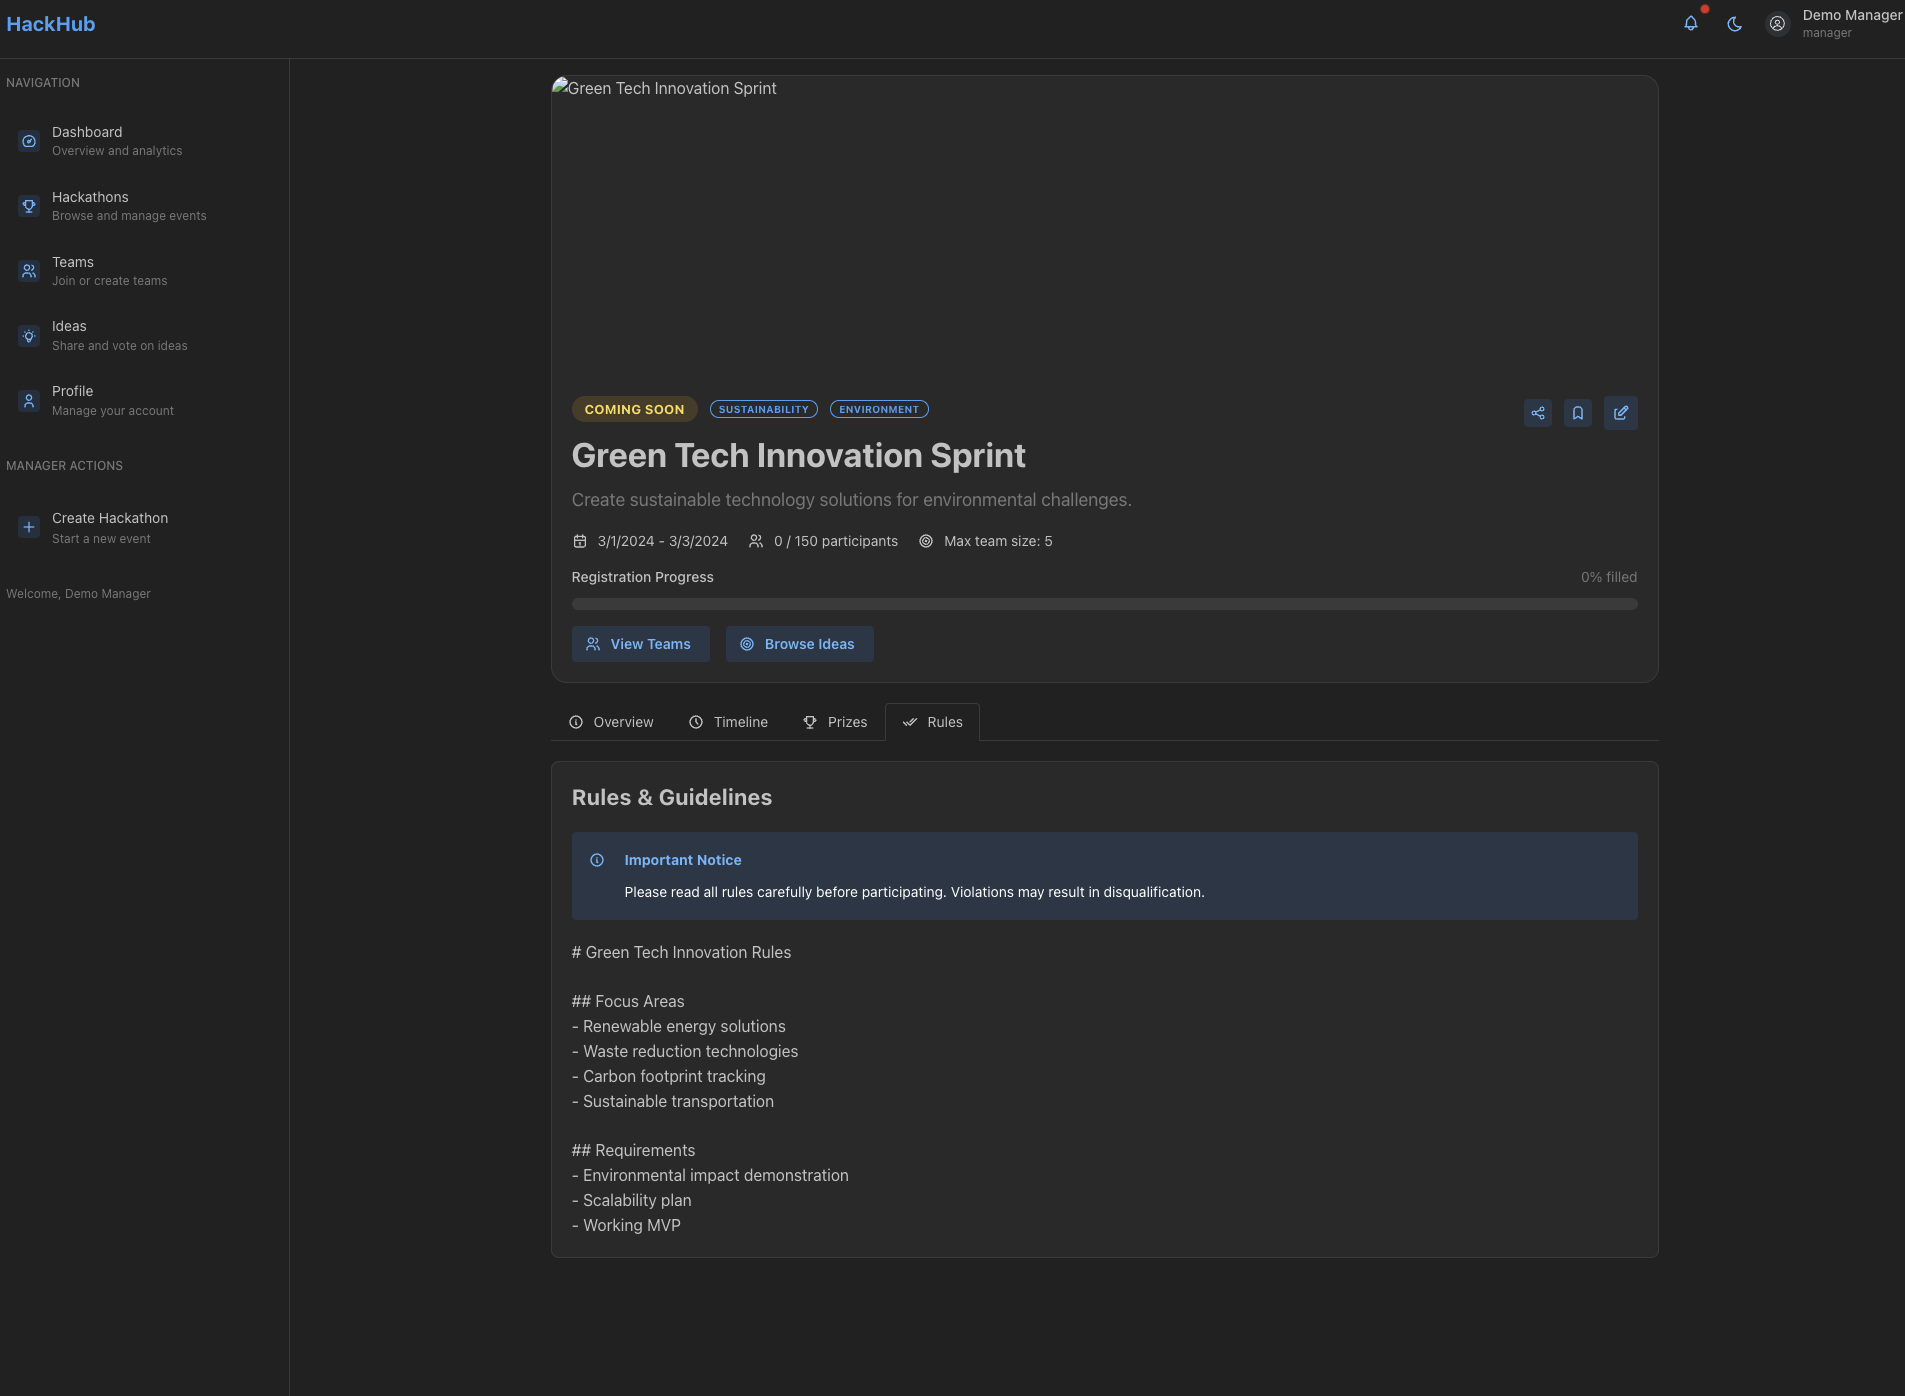 HackHub
Demo Manager
manager
NAVIGATION
Dashboard
Overview and analytics
Hackathons
Browse and manage events
Teams
Join or create teams
Ideas
Share and vote on ideas
Profile
Manage your account
MANAGER ACTIONS
Create Hackathon
Start a new event
Welcome, Demo Manager
Green Tech Innovation Sprint
COMING SOON
SUSTAINABILITY
ENVIRONMENT
Green Tech Innovation Sprint
Create sustainable technology solutions for environmental challenges.
3/1/2024 - 3/3/2024
0 / 150 participants
Max team size: 5
Registration Progress
0% filled
View Teams
Browse Ideas
Overview
Timeline
Prizes
Rules
Rules & Guidelines
Important Notice
Please read all rules carefully before participating. Violations may result in disqualification.
# Green Tech Innovation Rules
## Focus Areas
- Renewable energy solutions
- Waste reduction technologies
- Carbon footprint tracking
- Sustainable transportation
## Requirements
- Environmental impact demonstration
- Scalability plan
- Working MVP